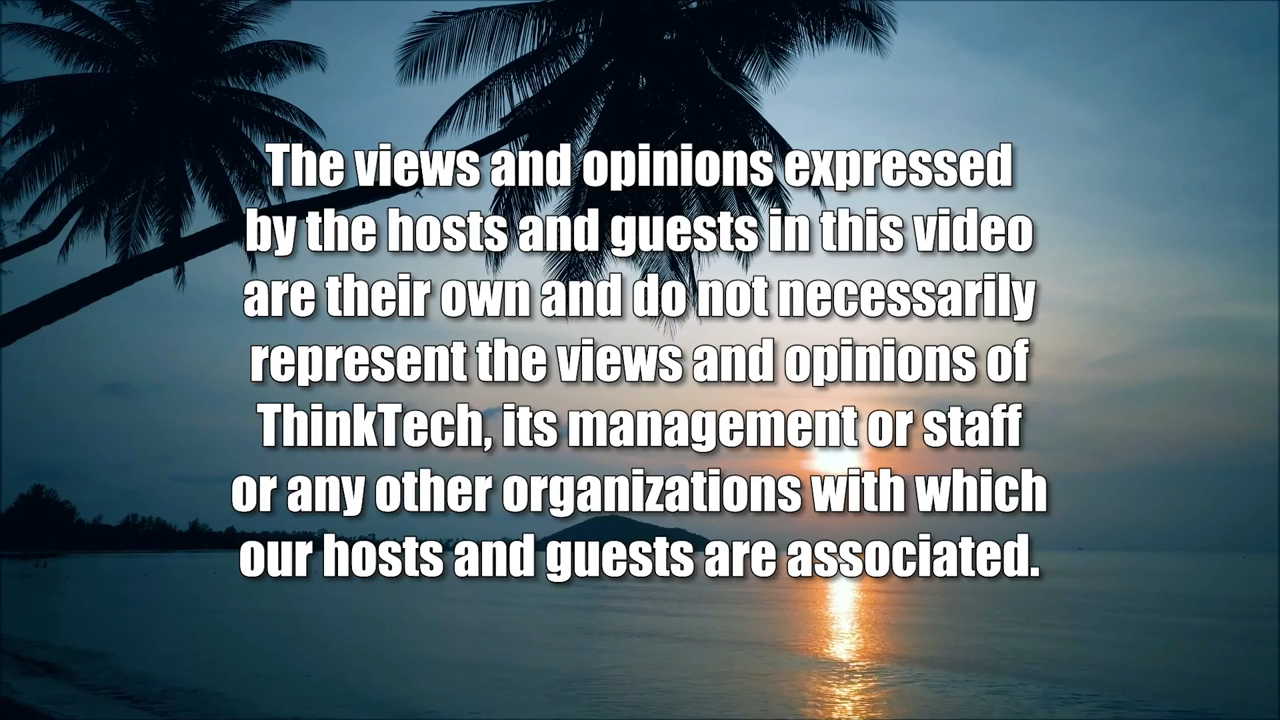 The views and opinions expressed
by the hosts and guests in this video
are their own and do not necessarily
represent the views and opinions of
ThinkTech, its management or staff
or any other organizations with which
our hosts and guests are associated.